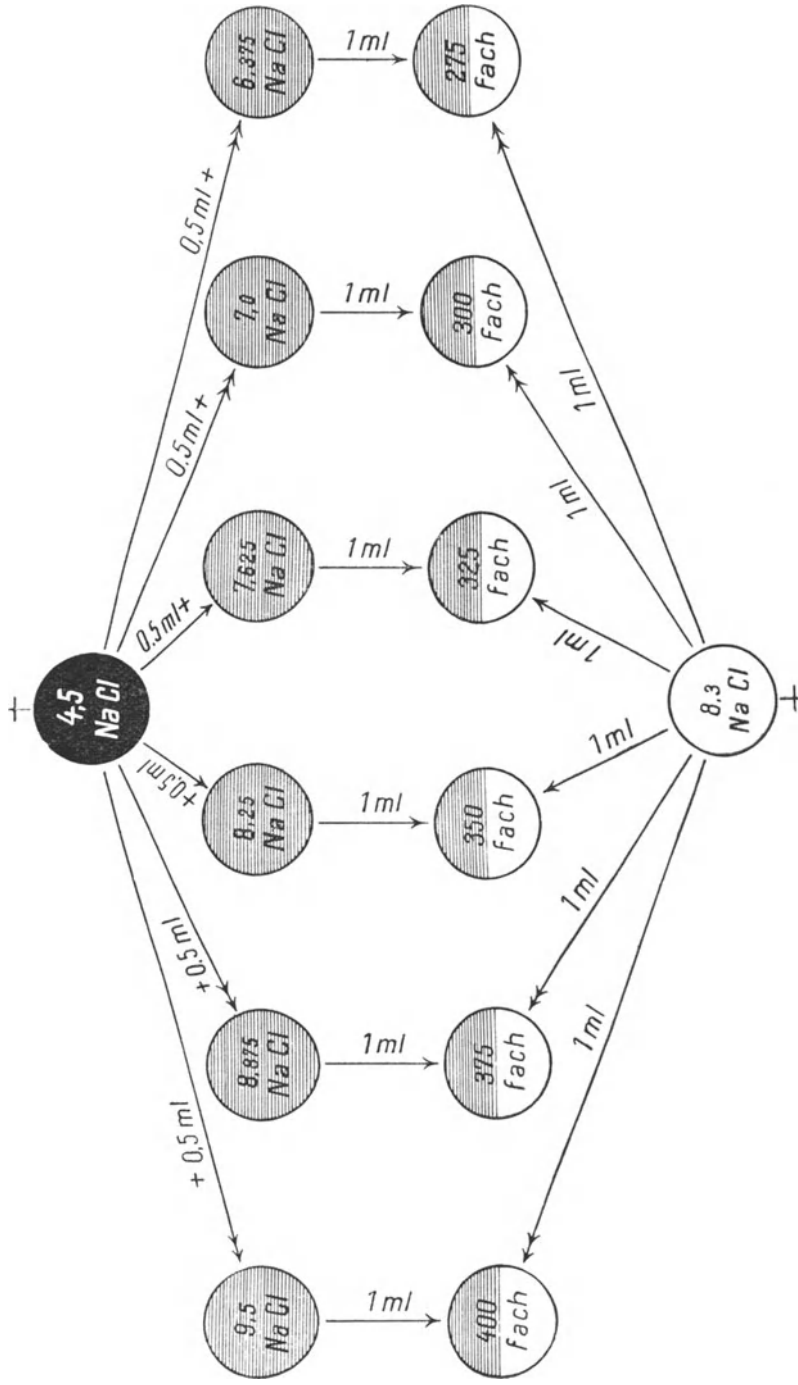 4,5
Na Cl
+ 0,5 ml
+ 0,5 ml
+0,5 ml
0,5 ml+
0,5 ml +
0,5 ml +
9,5
Na Cl
8,875
Na Cl
8,25
Na Cl
7,625
Na Cl
7,0
Na Cl
6,375
Na Cl
1 ml
1 ml
1 ml
1 ml
1 ml
1 ml
400
fach
375
fach
350
fach
325
fach
300
fach
275
fach
1 ml
1 ml
1 ml
1 ml
1 ml
1 ml
8,3
Na Cl